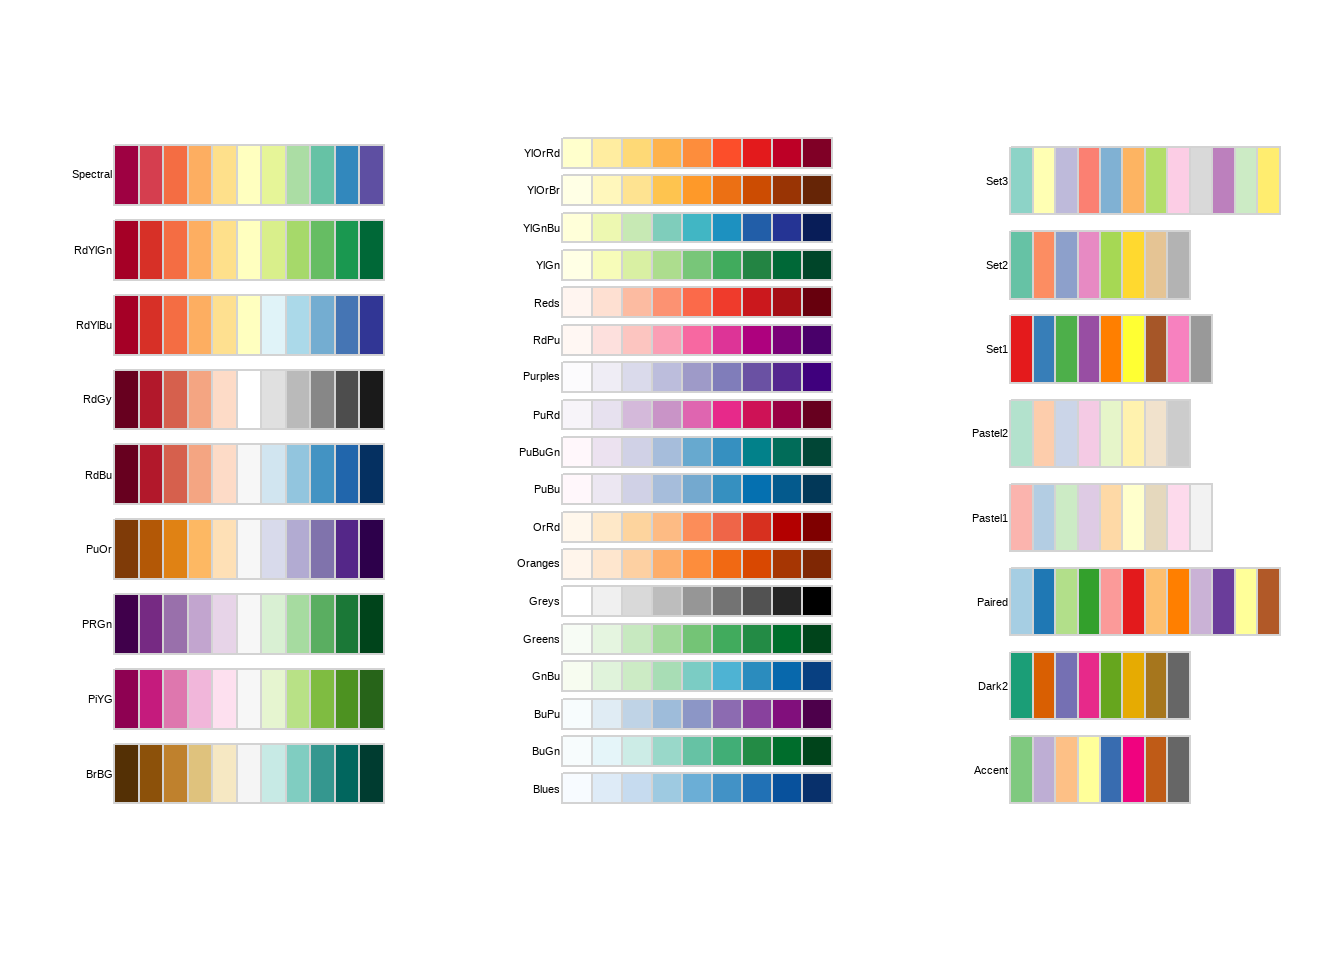 Spectral
RdYlGn
RdYlBu
RdGy
RdBu
PuOr
PRGn
PiYG
BrBG
YlOrRd
YlOrBr
YlGnBu
YlGn
Reds
RdPu
Purples
PuRd
PuBuGn
PuBu
OrRd
Oranges
Greys
Greens
GnBu
BuPu
BuGn
Blues
Set3
Set2
Set1
Pastel2
Pastel1
Paired
Dark2
Accent